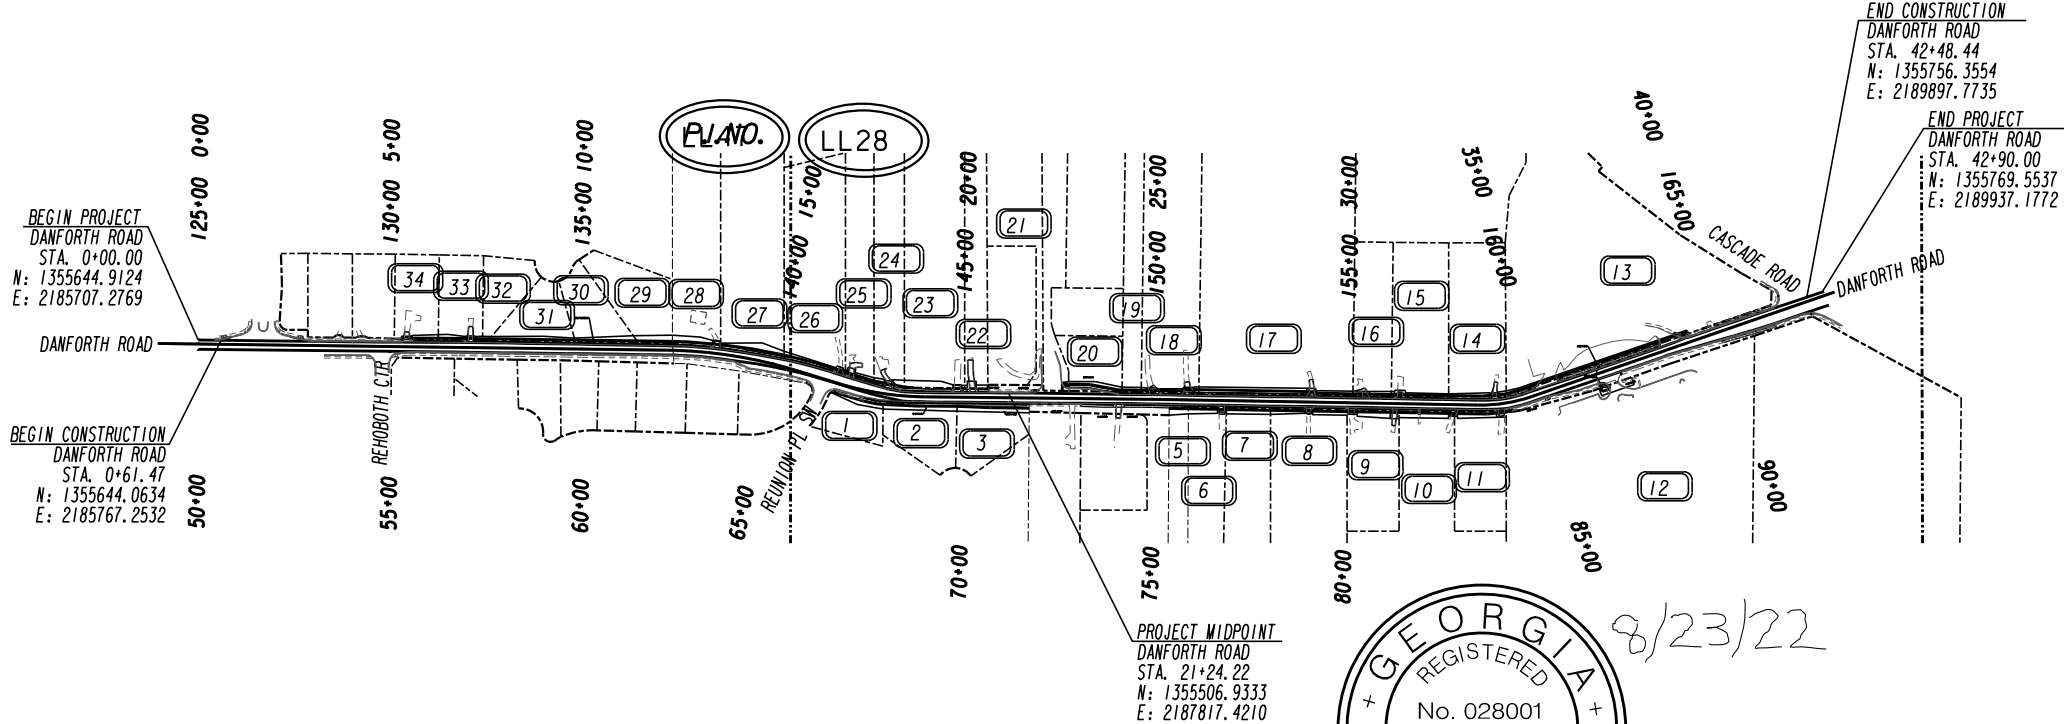 END CONSTRUCTION
DANFORTH ROAD
STA. 42+48.44
N: 1355756.3554
E: 2189897.7735
END PROJECT
DANFORTH ROAD
STA. 42+90.00
N: 1355769.5537
E: 2189937.1772
P.I. NO.
LL28
125+00 0+00
130+00 5+00
135+00 10+00
140+00
15+00
145+00 20+00
150+00 25+00
155+00 30+00
160+00
35+00
165+00
40+00
BEGIN PROJECT
DANFORTH ROAD
STA. 0+00.00
N: 1355644.9124
E: 2185707.2769
34
33
32
31
30
29
28
27
26
25
24
23
22
21
20
19
18
17
16
15
14
13
CASCADE ROAD
DANFORTH ROAD
DANFORTH ROAD
REHOBOTH CTR
REUNION PL SW
1
2
3
5
6
7
8
9
10
11
12
BEGIN CONSTRUCTION
DANFORTH ROAD
STA. 0+61.47
N: 1355644.0634
E: 2185767.2532
50+00
55+00
60+00
65+00
70+00
75+00
80+00
85+00
90+00
PROJECT MIDPOINT
DANFORTH ROAD
STA. 21+24.22
N: 1355506.9333
E: 2187817.4210
+ GEORGIA +
REGISTERED
No. 028001
8/23/22